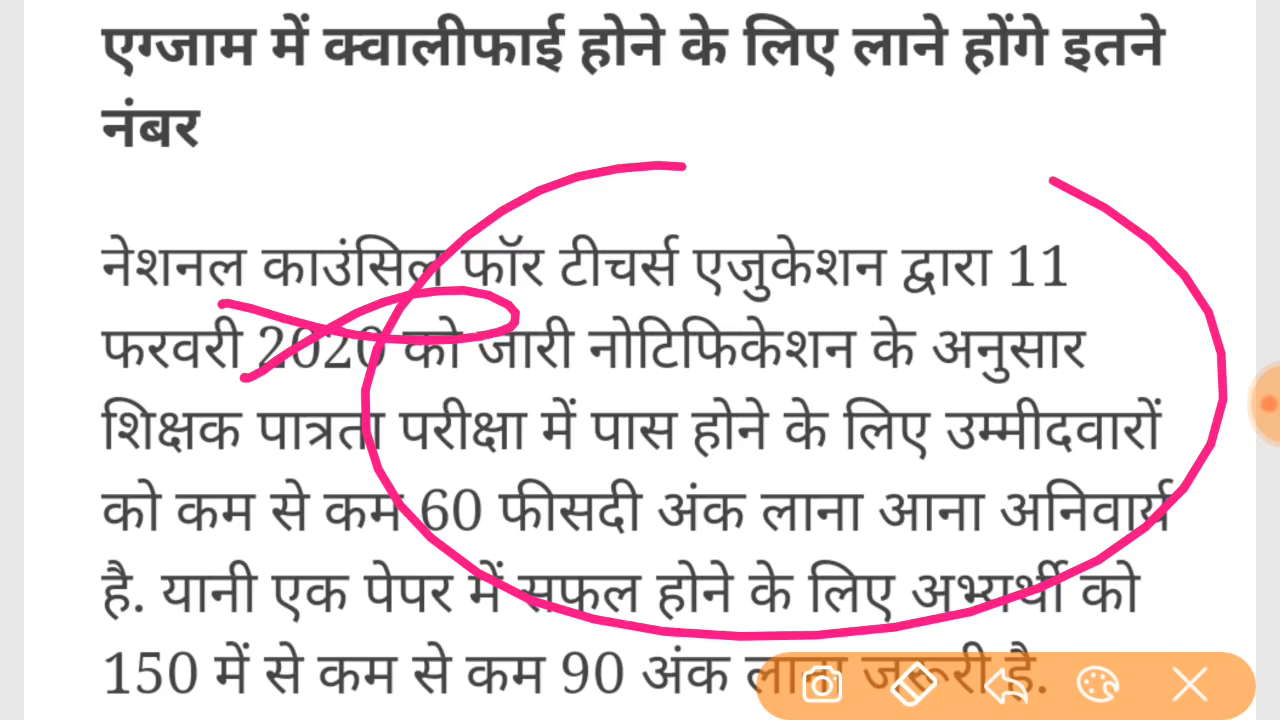 एग्जाम में क्वालीफाई होने के लिए लाने होंगे इतने
नंबर
नेशनल काउंसिल फॉर टीचर्स एजुकेशन द्वारा 11
फरवरी 2020 को जारी नोटिफिकेशन के अनुसार
शिक्षक पात्रता परीक्षा में पास होने के लिए उम्मीदवारों
को कम से कम 60 फीसदी अंक लाना आना अनिवार्य
है. यानी एक पेपर में सफल होने के लिए अभ्यर्थी को
150 में से कम से कम 90 अंक लाना जरूरी है.